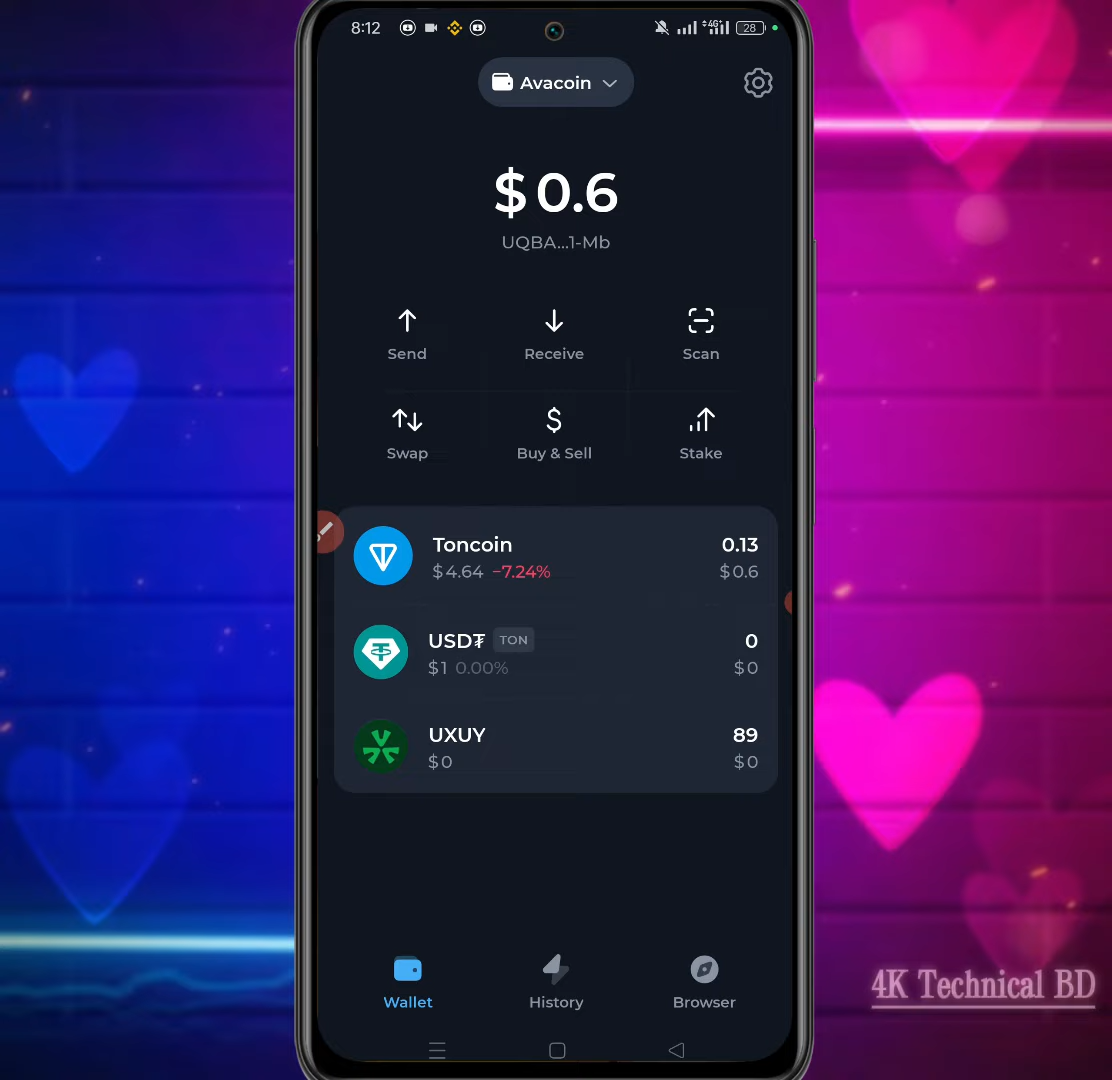 8:12
4G+
28
Avacoin
$0.6
UQBA...1-Mb
Send Receive Scan
Swap Buy & Sell Stake
Toncoin 0.13
$4.64 −7.24% $0.6
USD₮ TON 0
$1 0.00% $0
UXUY 89
$0 $0
Wallet History Browser
4K Technical BD